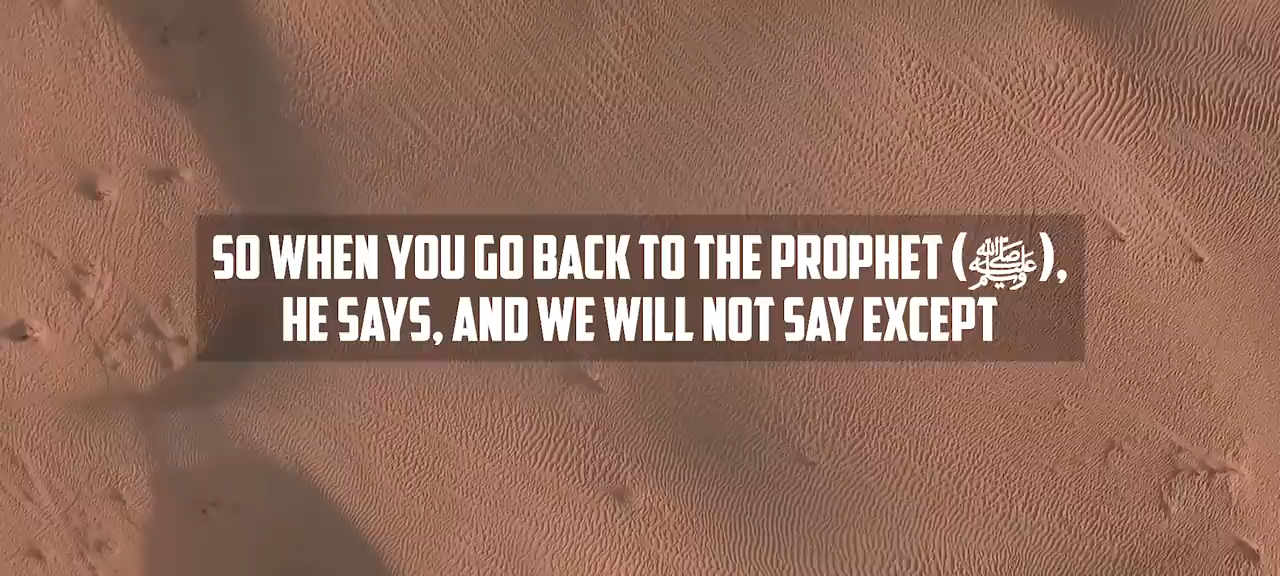 SO WHEN YOU GO BACK TO THE PROPHET (ﷺ),
HE SAYS, AND WE WILL NOT SAY EXCEPT